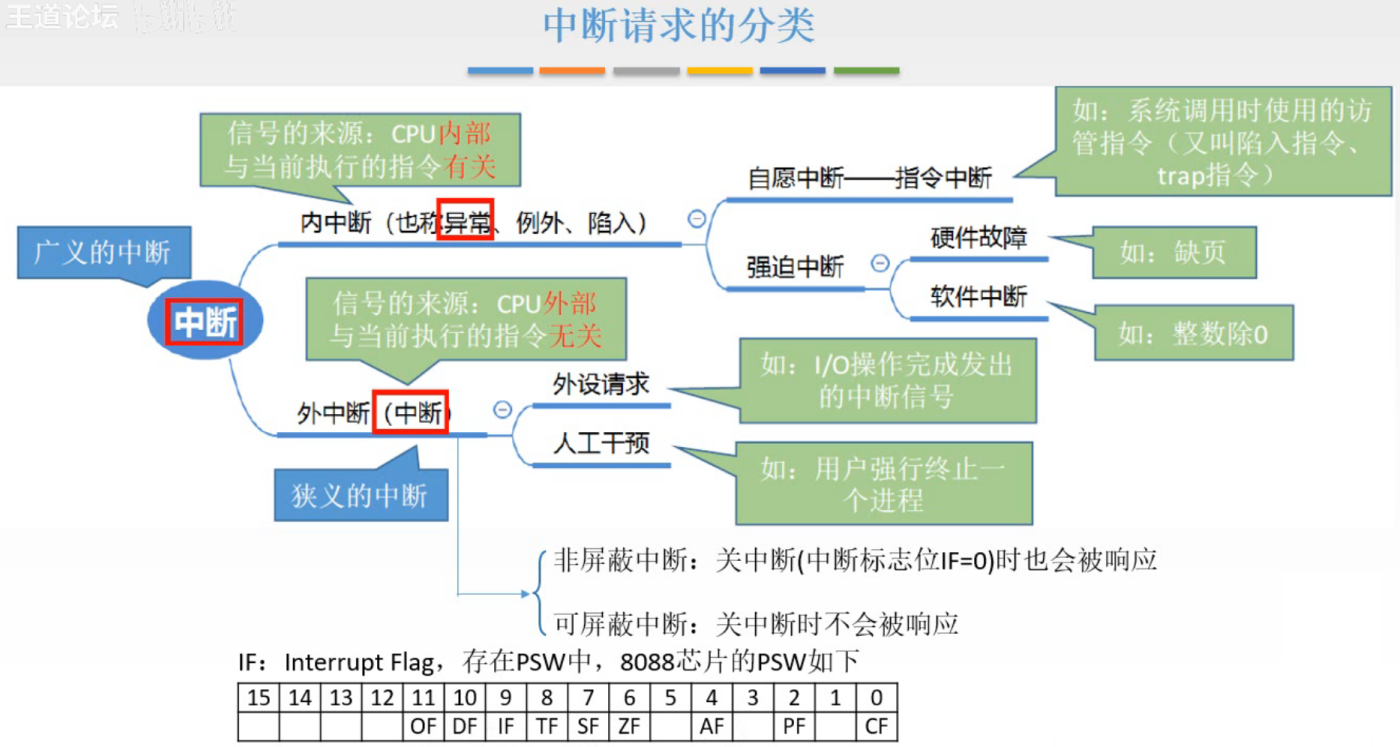 王道论坛
中断请求的分类
信号的来源：CPU内部
与当前执行的指令有关
如：系统调用时使用的访
管指令（又叫陷入指令、
trap指令）
自愿中断——指令中断
内中断（也称异常、例外、陷入）
广义的中断
硬件故障
如：缺页
强迫中断
软件中断
如：整数除0
中断
信号的来源：CPU外部
与当前执行的指令无关
外设请求
如：I/O操作完成发出
的中断信号
外中断（中断）
人工干预
如：用户强行终止一
个进程
狭义的中断
非屏蔽中断：关中断(中断标志位IF=0)时也会被响应
可屏蔽中断：关中断时不会被响应
IF：Interrupt Flag，存在PSW中，8088芯片的PSW如下
15 14 13 12 11 10 9 8 7 6 5 4 3 2 1 0
OF DF IF TF SF ZF AF PF CF